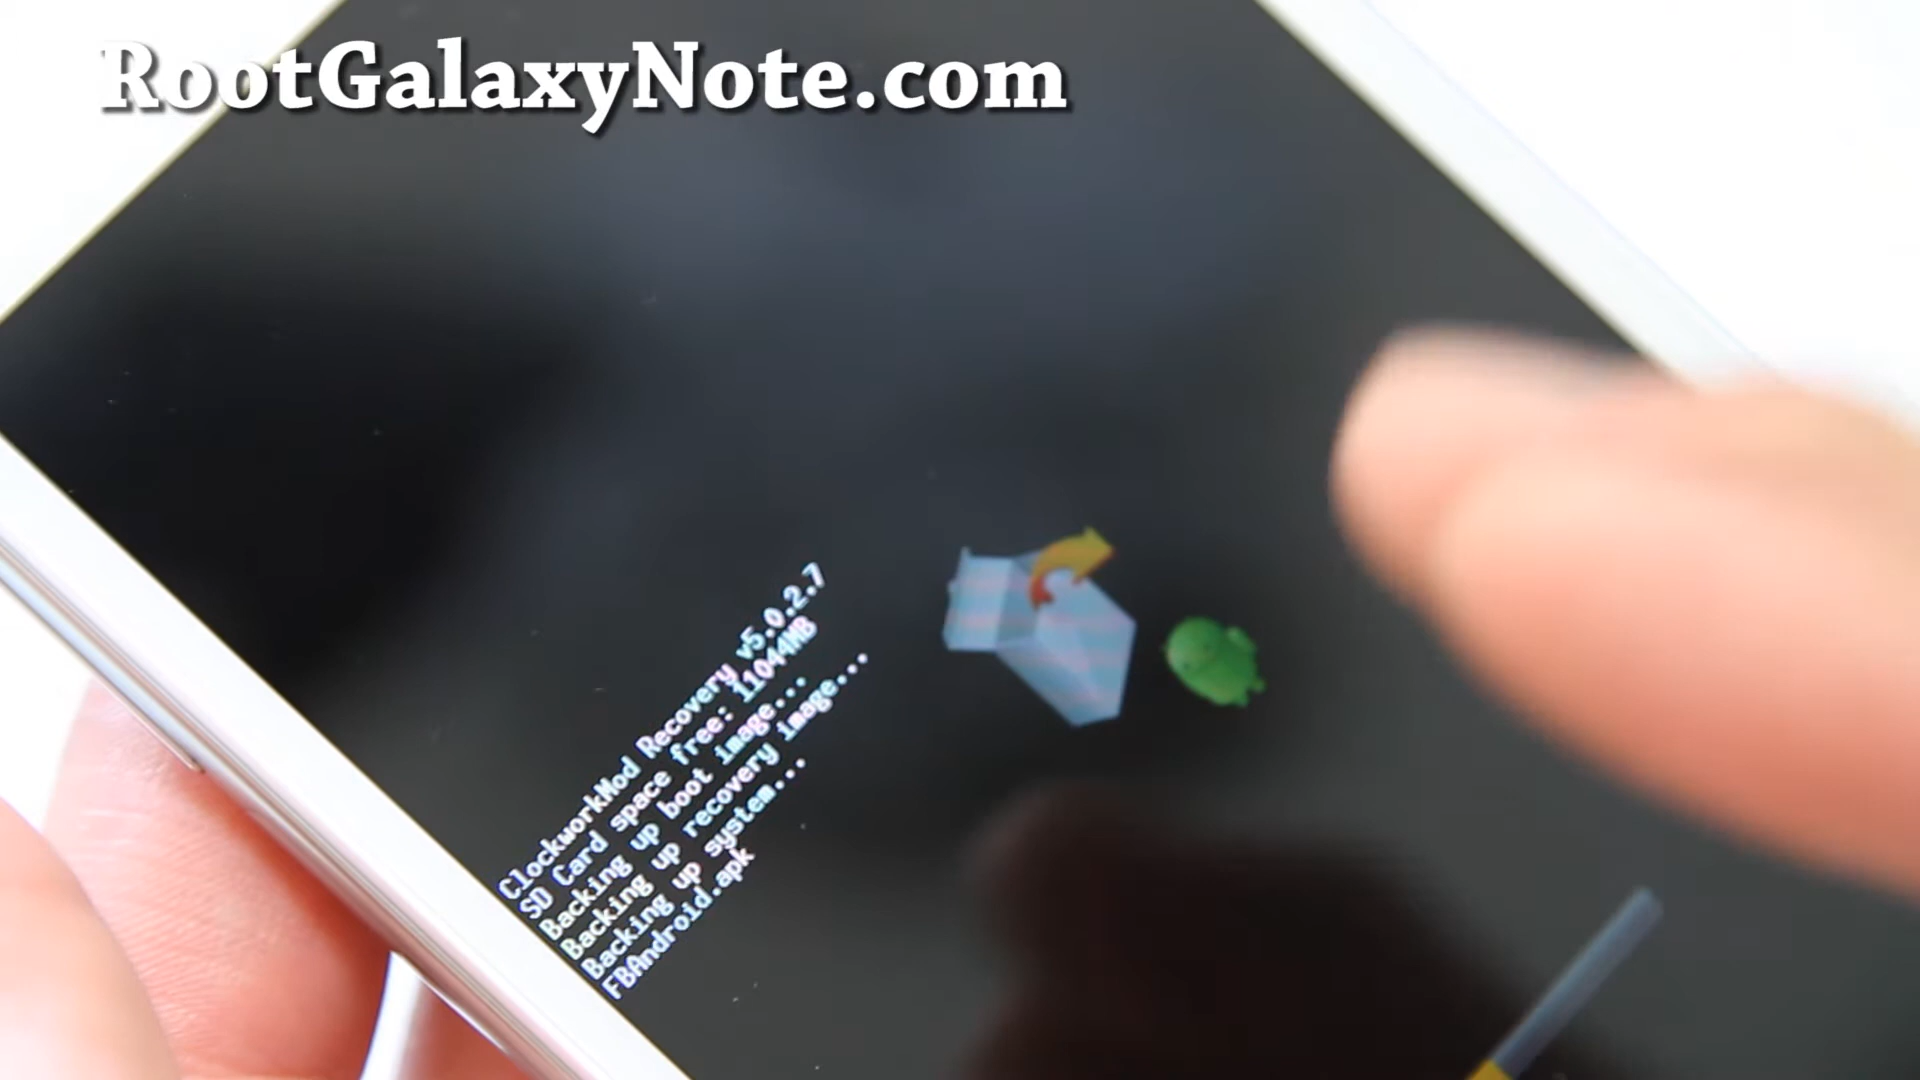 RootGalaxyNote.com
ClockworkMod Recovery v5.0.2.7
SD Card space free: 11044MB
Backing up boot image...
Backing up recovery image...
Backing up system...
FBAndroid.apk